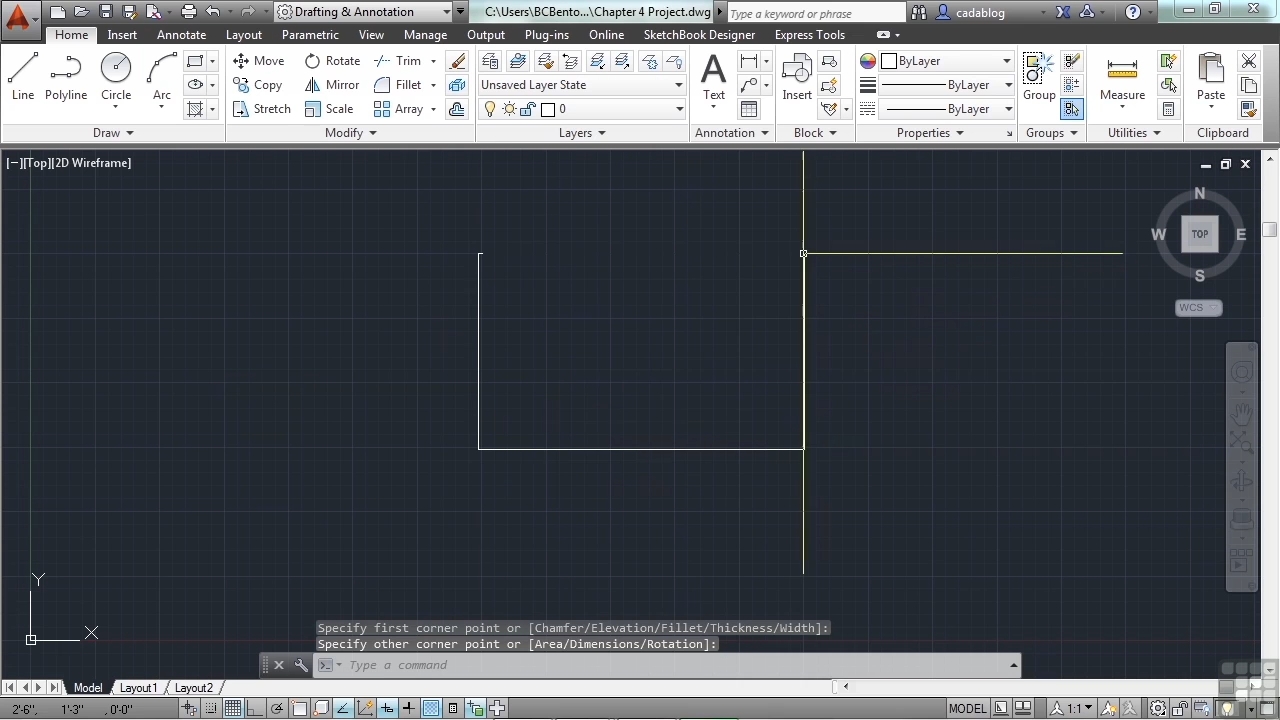 Drafting & Annotation
C:\Users\BCBento...\Chapter 4 Project.dwg
Type a keyword or phrase
cadablog
Home Insert Annotate Layout Parametric View Manage Output Plug-ins Online SketchBook Designer Express Tools
Line Polyline Circle Arc
Move Rotate Trim
Copy Mirror Fillet
Stretch Scale Array
Unsaved Layer State
0
Text
Insert
ByLayer
ByLayer
ByLayer
Group
Measure
Paste
Draw Modify Layers Annotation Block Properties Groups Utilities Clipboard
[−][Top][2D Wireframe]
N
W TOP E
S
WCS
Y
X
Specify first corner point or [Chamfer/Elevation/Fillet/Thickness/Width]:
Specify other corner point or [Area/Dimensions/Rotation]:
Type a command
Model Layout1 Layout2
2'-6", 1'-3" ,0'-0"
MODEL
1:1